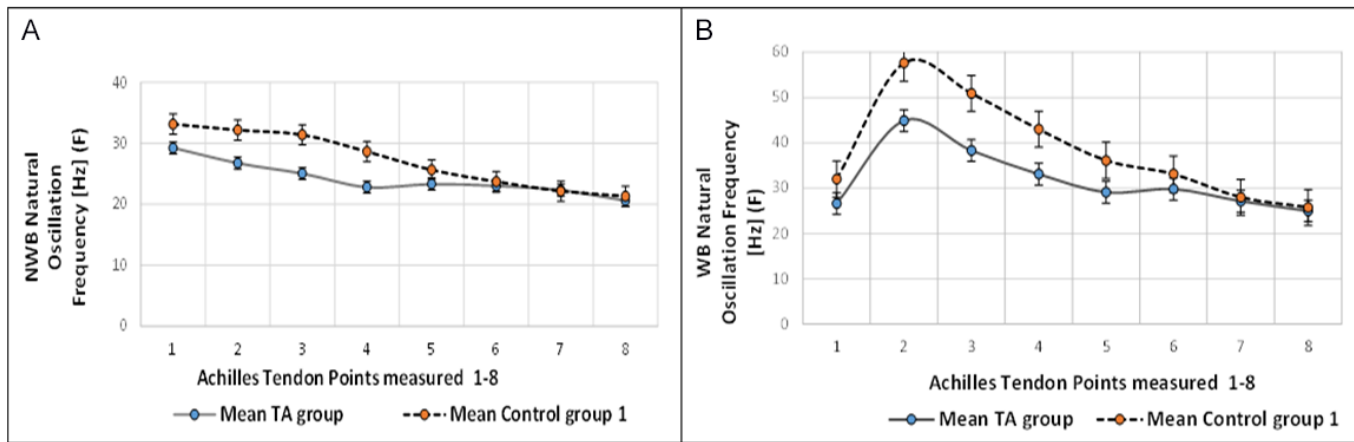 A
NWB Natural
Oscillation
Frequency [Hz] (F)
40
30
20
10
0
1 2 3 4 5 6 7 8
Achilles Tendon Points measured 1-8
Mean TA group Mean Control group 1
B
WB Natural
Oscillation Frequency
[Hz] (F)
60
50
40
30
20
10
0
1 2 3 4 5 6 7 8
Achilles Tendon Points measured 1-8
Mean TA group Mean Control group 1